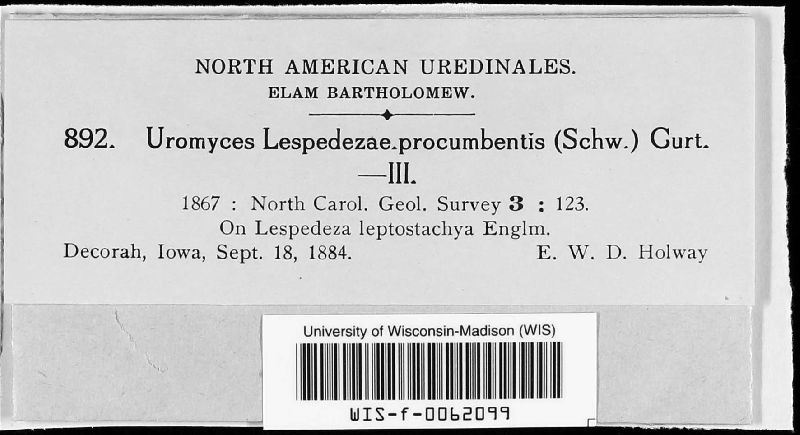 NORTH AMERICAN UREDINALES.
ELAM BARTHOLOMEW.
892. Uromyces Lespedezae.procumbentis (Schw.) Curt.
—III.
1867 : North Carol. Geol. Survey 3 : 123.
On Lespedeza leptostachya Englm.
Decorah, Iowa, Sept. 18, 1884. E. W. D. Holway
University of Wisconsin-Madison (WIS)
WIS-f-0062099